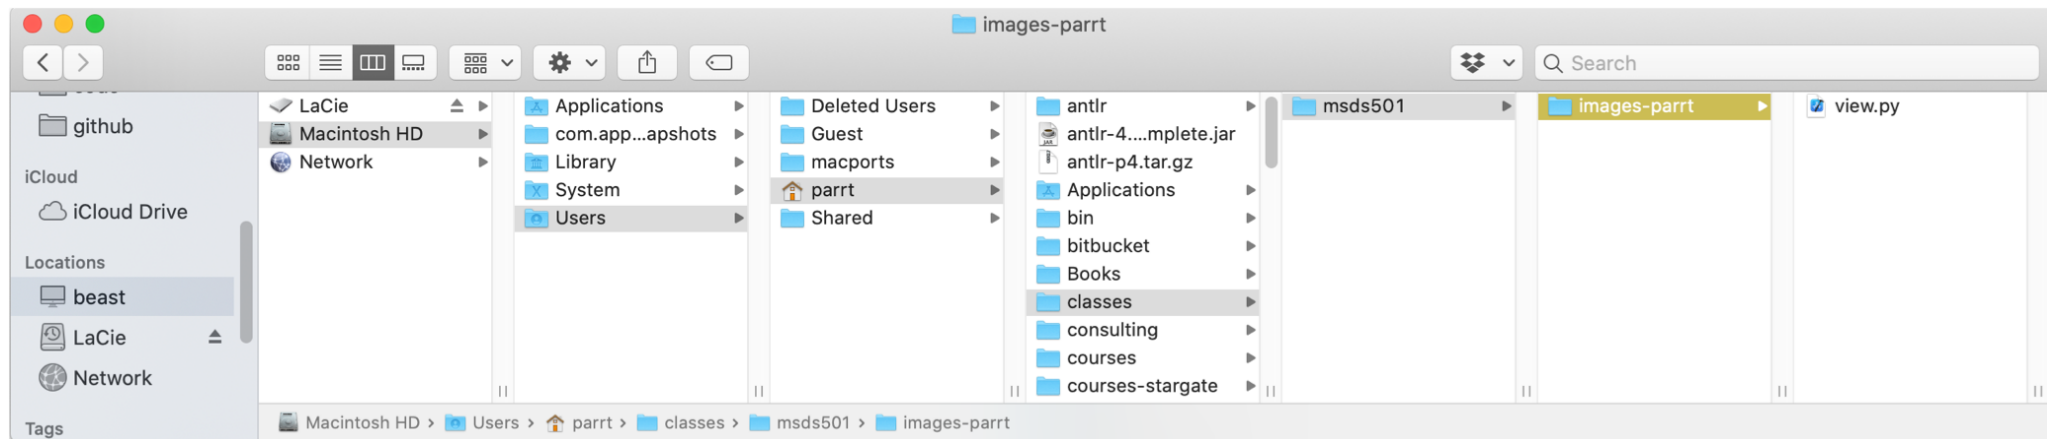 images-parrt
Search
github
iCloud
iCloud Drive
Locations
beast
LaCie
Network
Tags
LaCie
Macintosh HD
Network
Applications
com.app...apshots
Library
System
Users
Deleted Users
Guest
macports
parrt
Shared
antlr
antlr-4....mplete.jar
antlr-p4.tar.gz
Applications
bin
bitbucket
Books
classes
consulting
courses
courses-stargate
msds501
images-parrt
view.py
Macintosh HD › Users › parrt › classes › msds501 › images-parrt